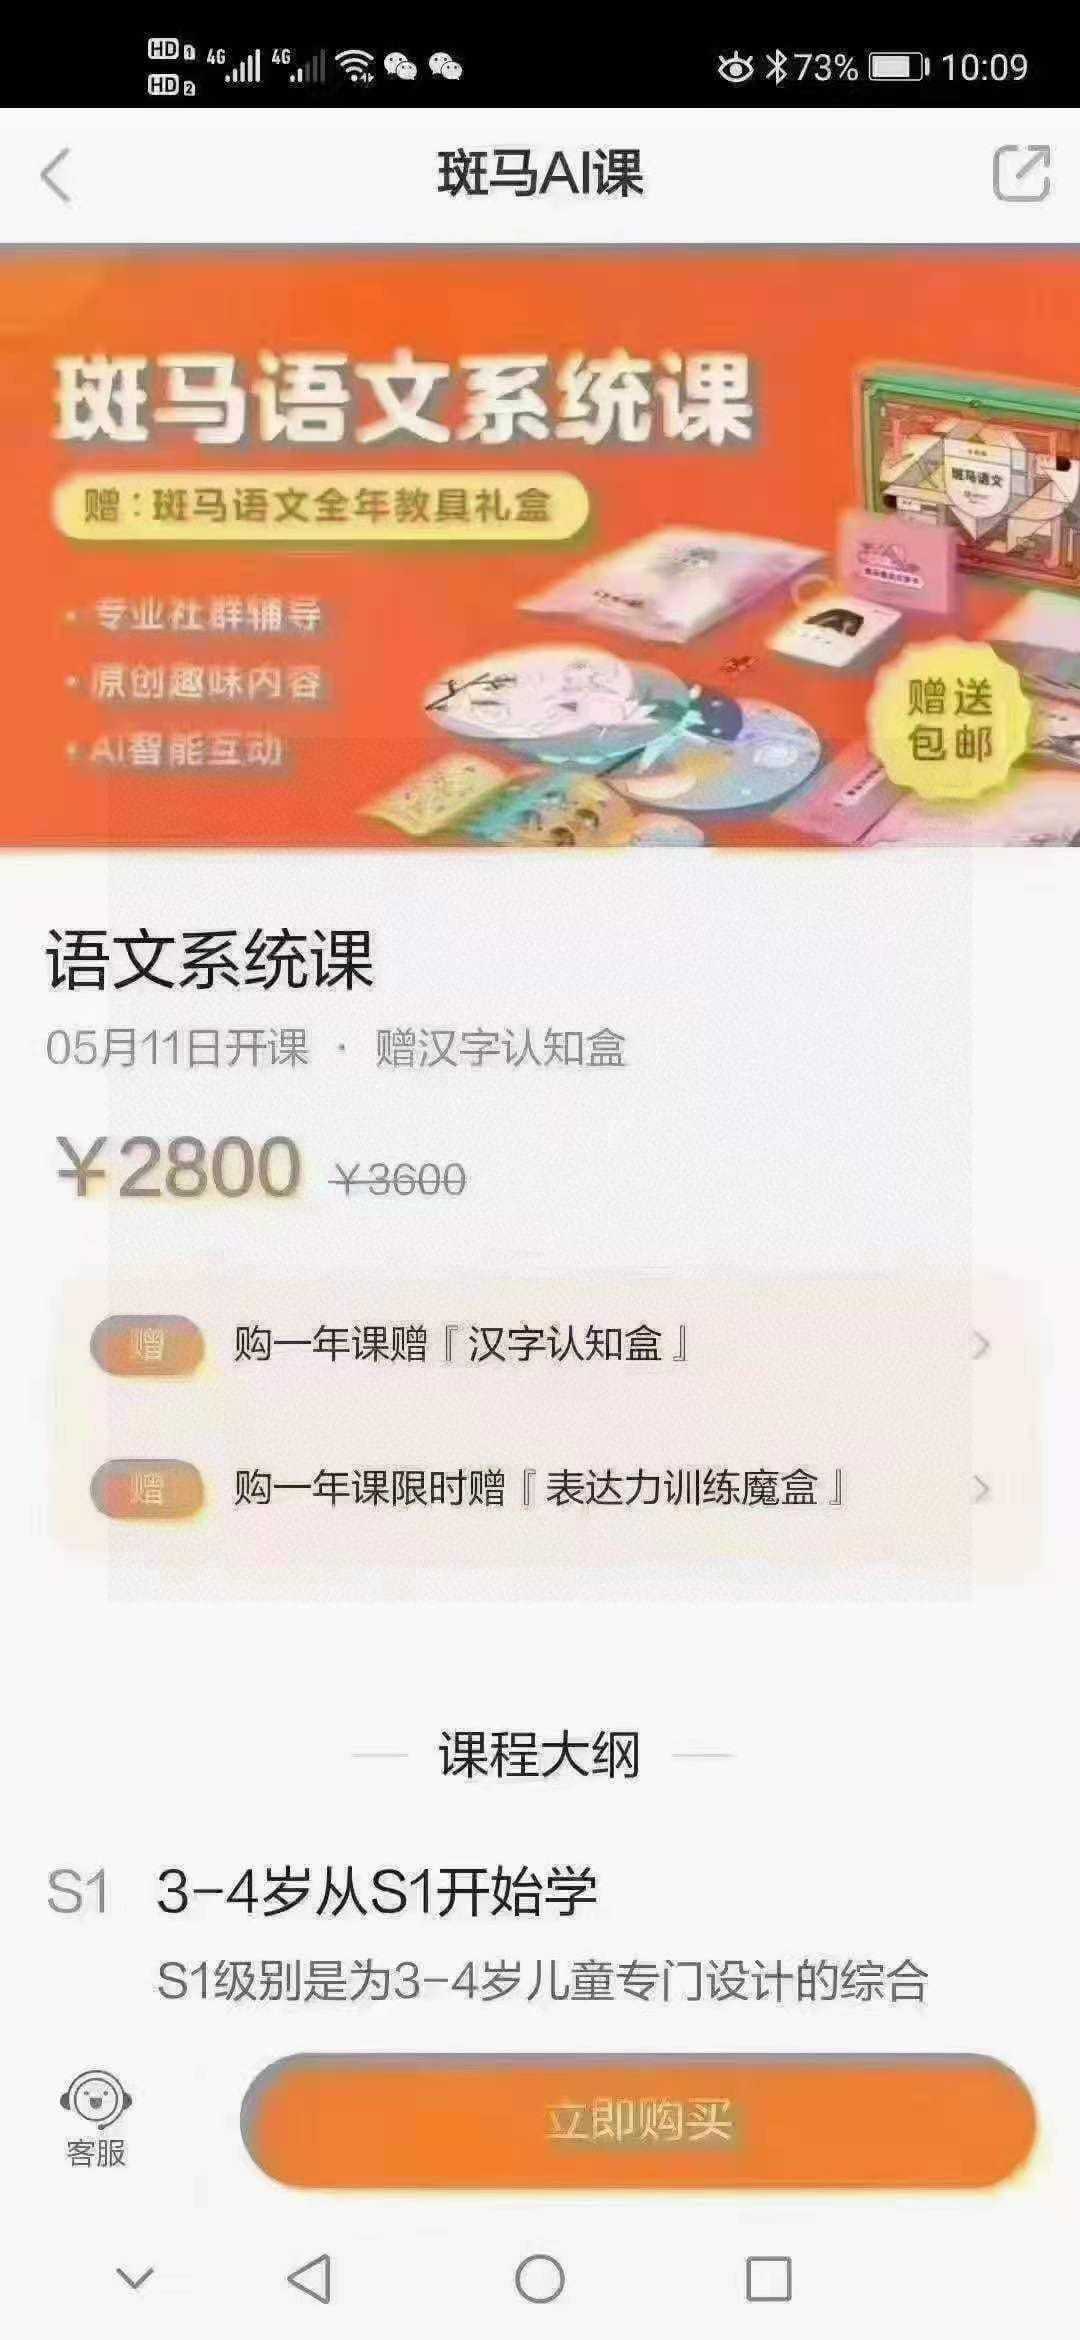 HD 1 4G 4G 73% 10:09
HD 2
斑马AI课
斑马语文系统课
赠:斑马语文全年教具礼盒
· 专业社群辅导
· 原创趣味内容
· AI智能互动
斑马语文
赠送
包邮
语文系统课
05月11日开课 · 赠汉字认知盒
¥2800 ¥3600
赠 购一年课赠『汉字认知盒』
赠 购一年课限时赠『表达力训练魔盒』
课程大纲
S1 3-4岁从S1开始学
S1级别是为3-4岁儿童专门设计的综合
客服
立即购买